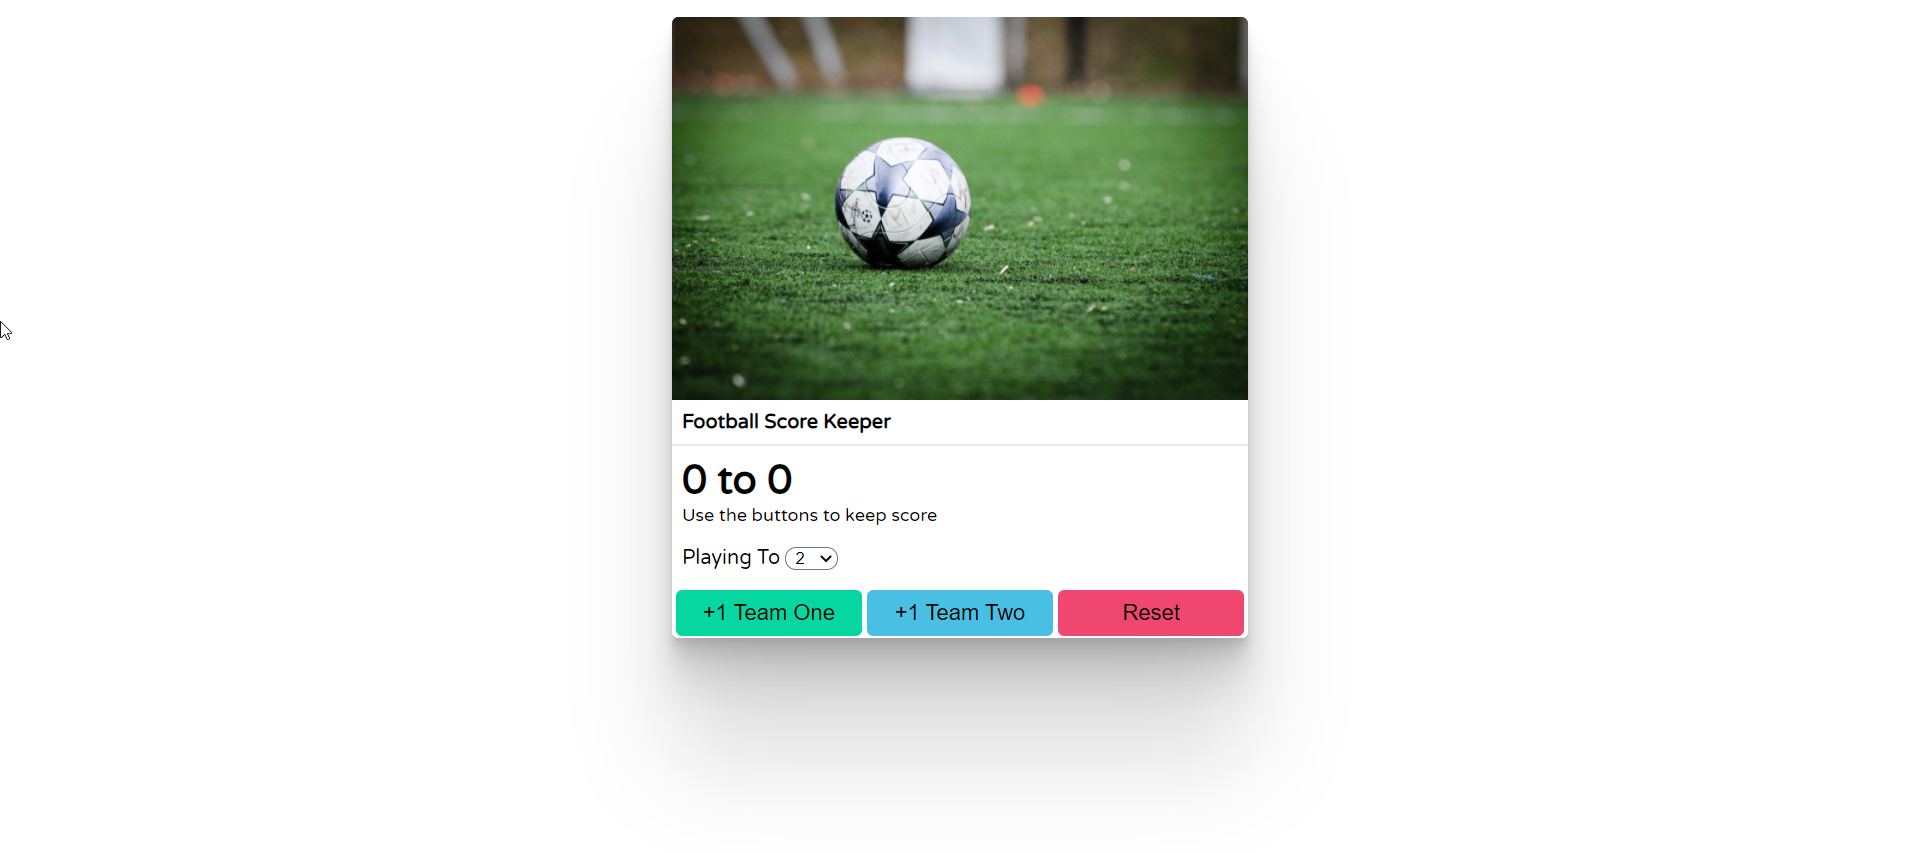 Football Score Keeper
0 to 0
Use the buttons to keep score
Playing To 2
+1 Team One +1 Team Two Reset